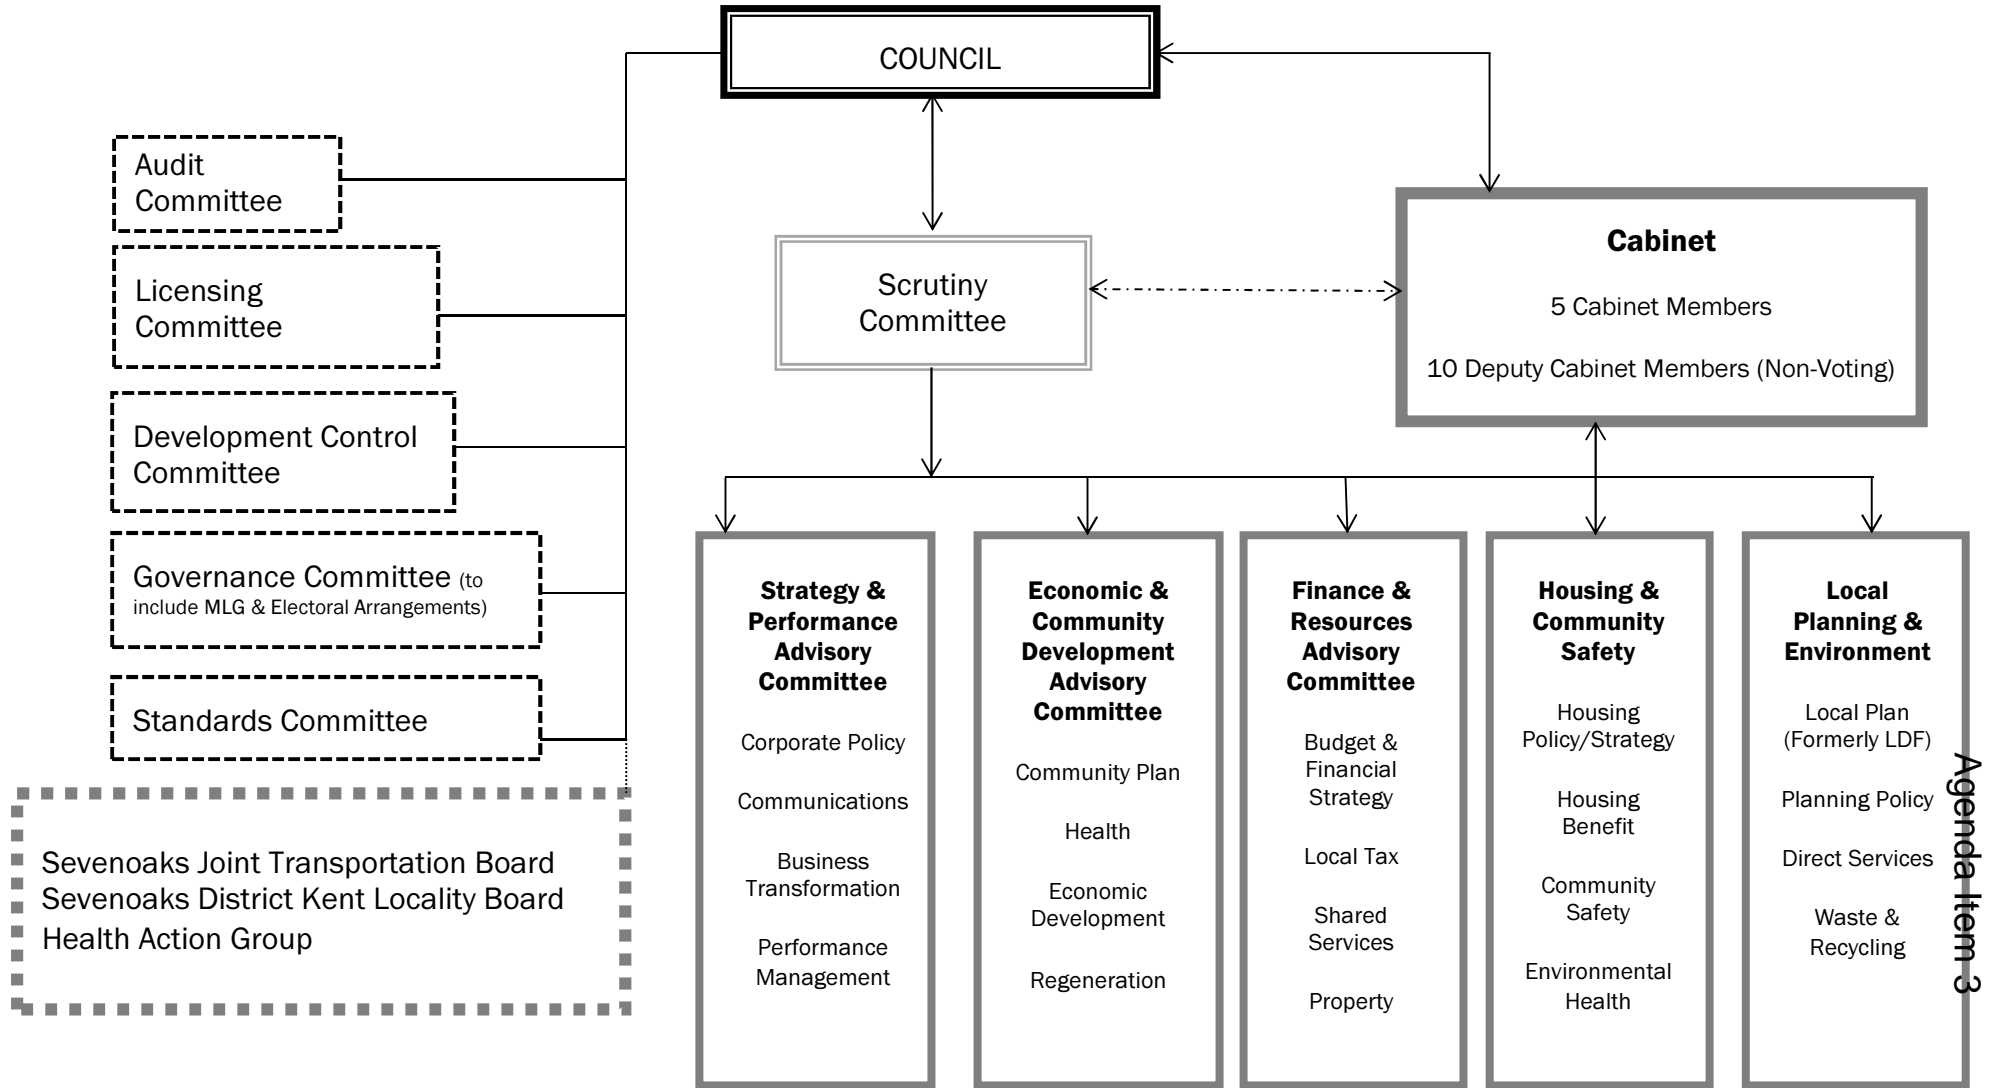 COUNCIL
Audit
Committee
Licensing
Committee
Development Control
Committee
Governance Committee (to
include MLG & Electoral Arrangements)
Standards Committee
Sevenoaks Joint Transportation Board
Sevenoaks District Kent Locality Board
Health Action Group
Scrutiny
Committee
Cabinet
5 Cabinet Members
10 Deputy Cabinet Members (Non-Voting)
Strategy &
Performance
Advisory
Committee
Corporate Policy
Communications
Business
Transformation
Performance
Management
Economic &
Community
Development
Advisory
Committee
Community Plan
Health
Economic
Development
Regeneration
Finance &
Resources
Advisory
Committee
Budget &
Financial
Strategy
Local Tax
Shared
Services
Property
Housing &
Community
Safety
Housing
Policy/Strategy
Housing
Benefit
Community
Safety
Environmental
Health
Local
Planning &
Environment
Local Plan
(Formerly LDF)
Planning Policy
Direct Services
Waste &
Recycling
Agenda Item 3